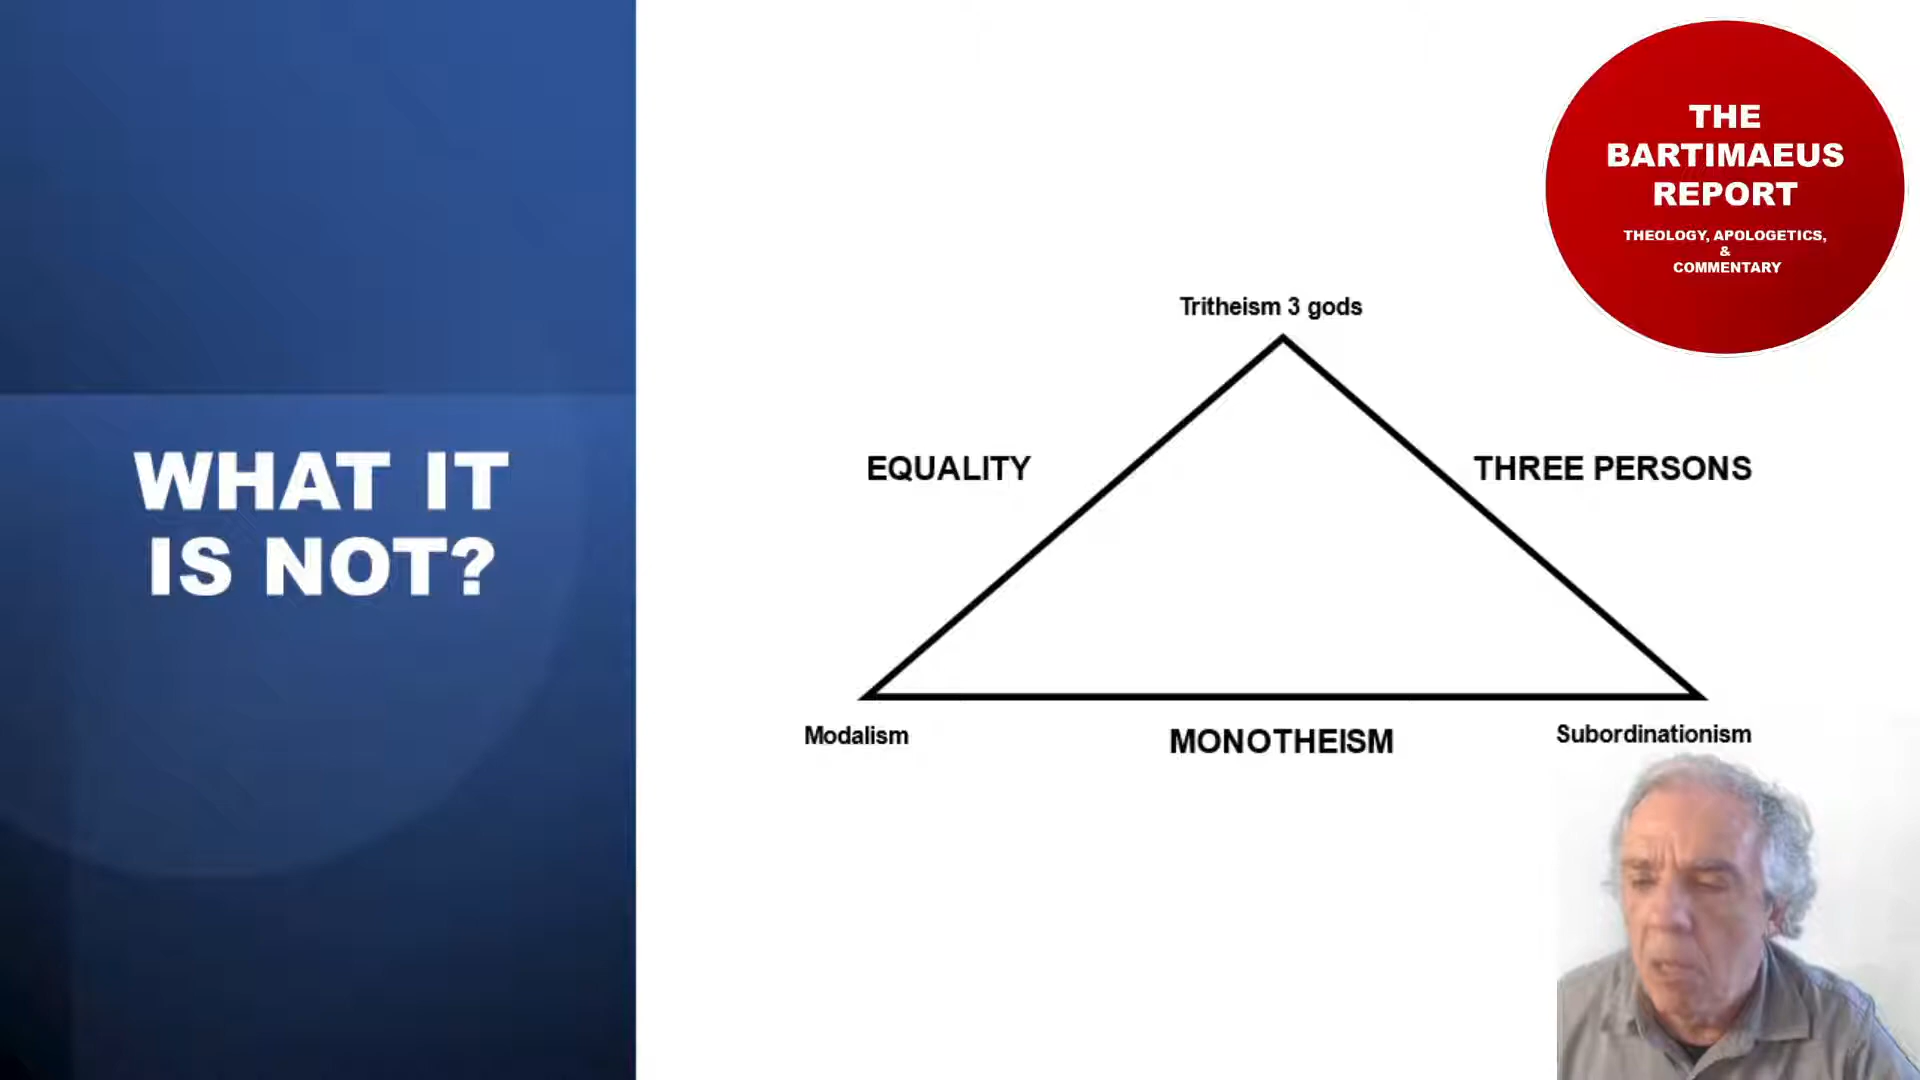 WHAT IT
IS NOT?
THE
BARTIMAEUS
REPORT
THEOLOGY, APOLOGETICS,
&
COMMENTARY
Tritheism 3 gods
EQUALITY
THREE PERSONS
Modalism
MONOTHEISM
Subordinationism